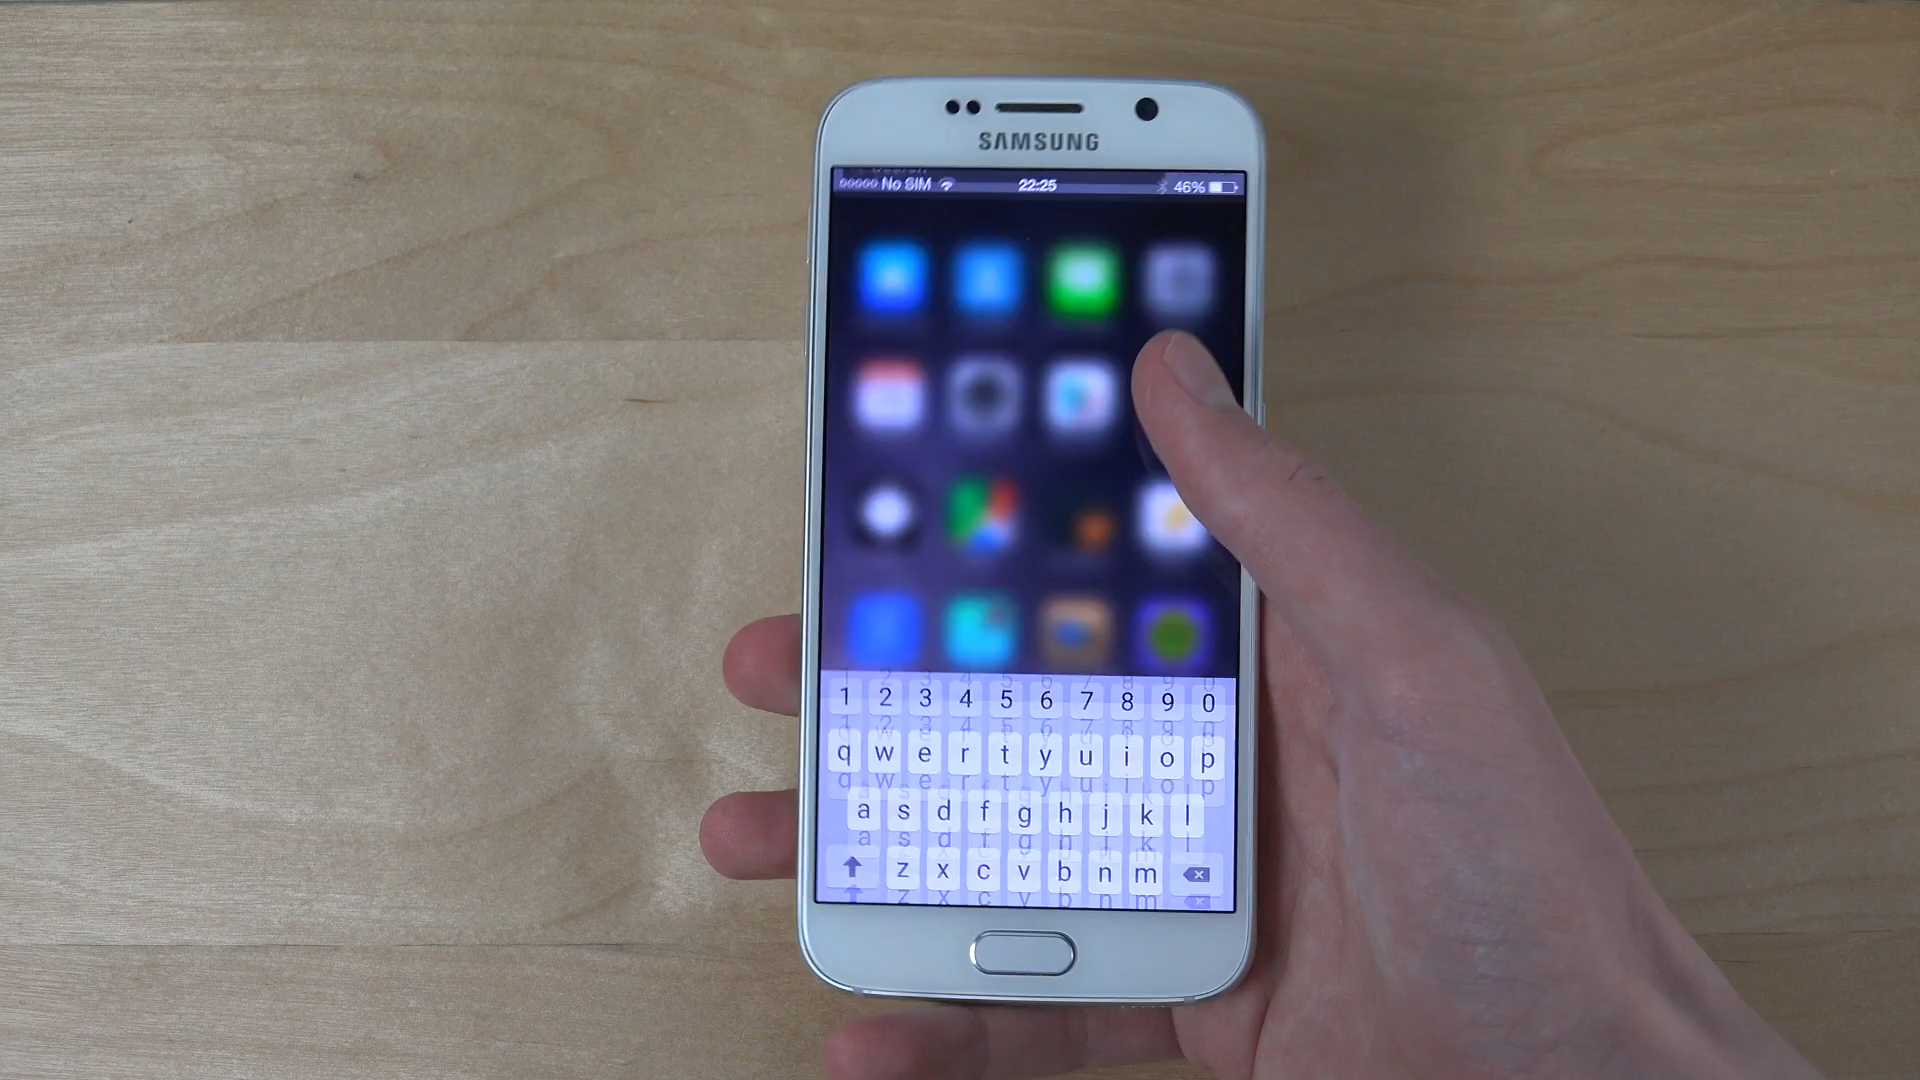 SAMSUNG
No SIM 22:25 46%
1 2 3 4 5 6 7 8 9 0
q w e r t y u i o p
a s d f g h j k l
z x c v b n m